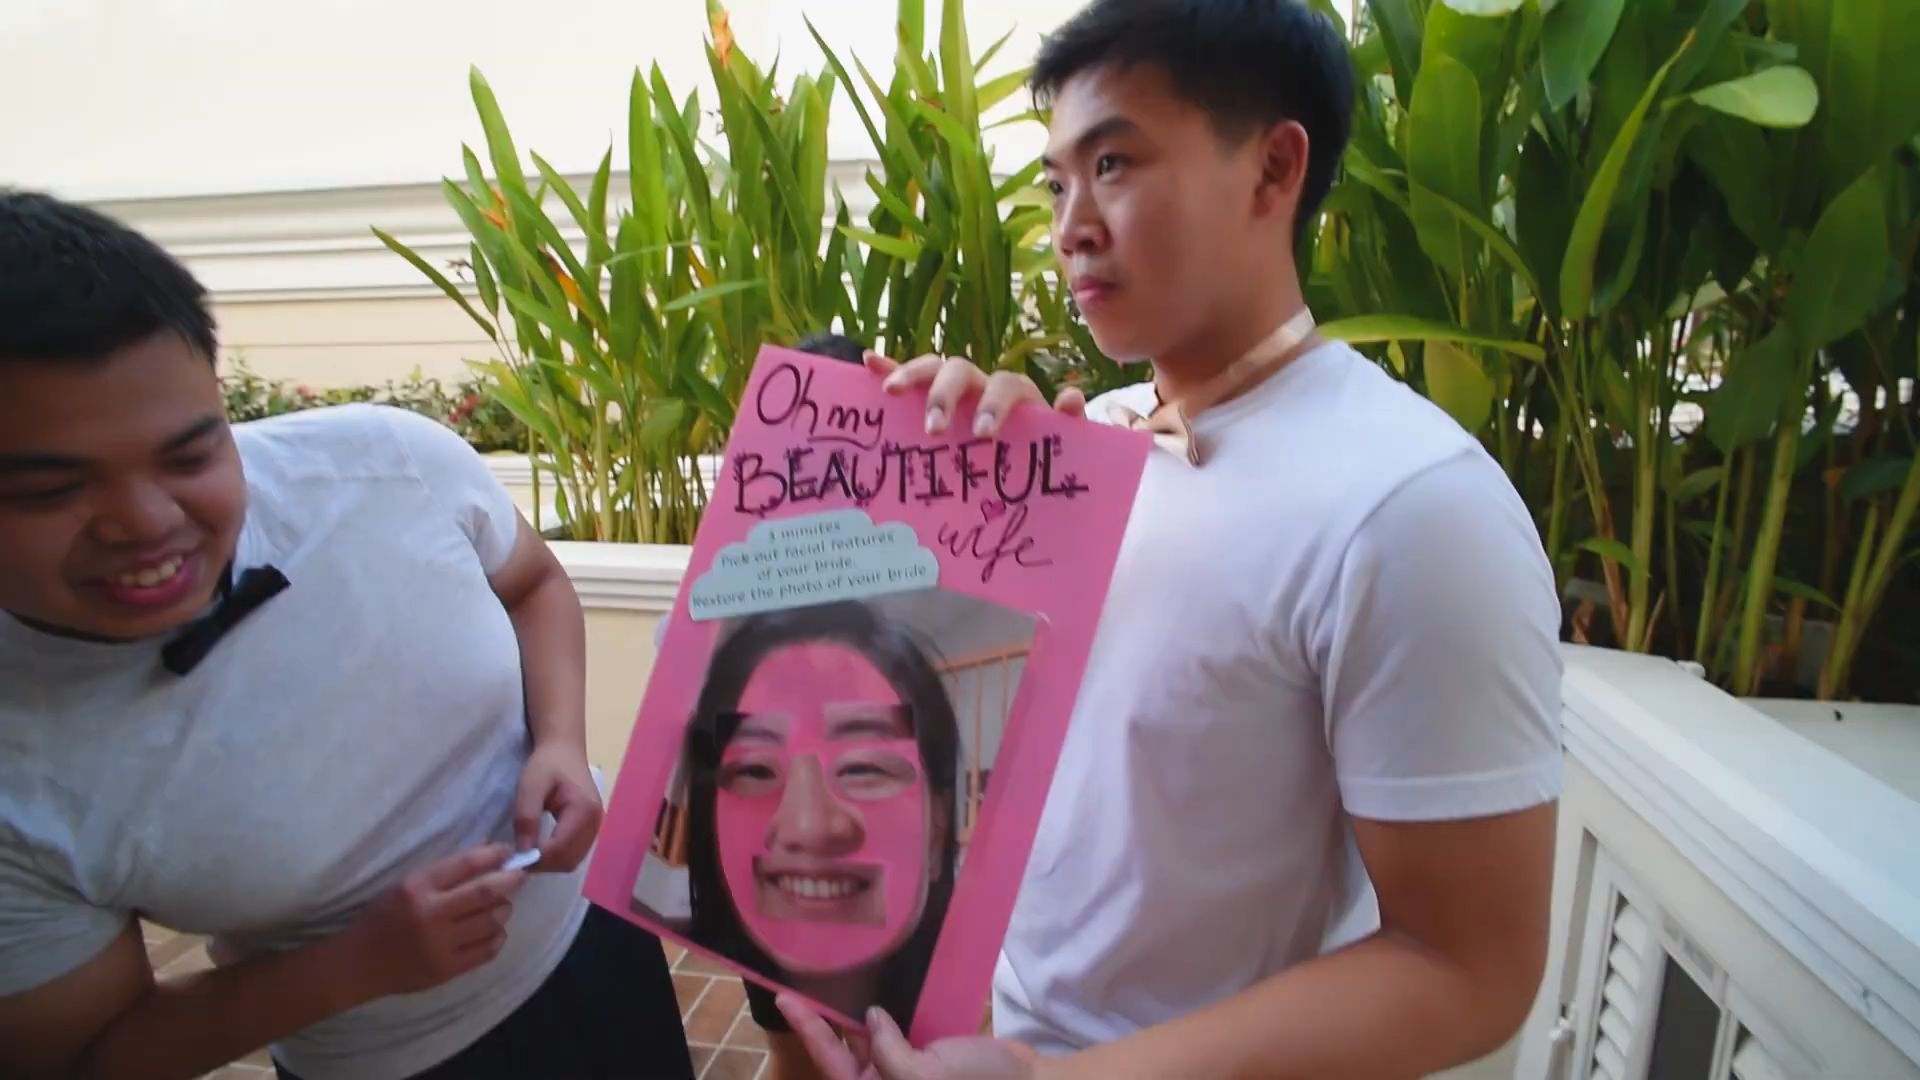 Oh my
BEAUTIFUL
wife
3 minutes
Pick out facial features
of your bride
Restore the photo of your bride